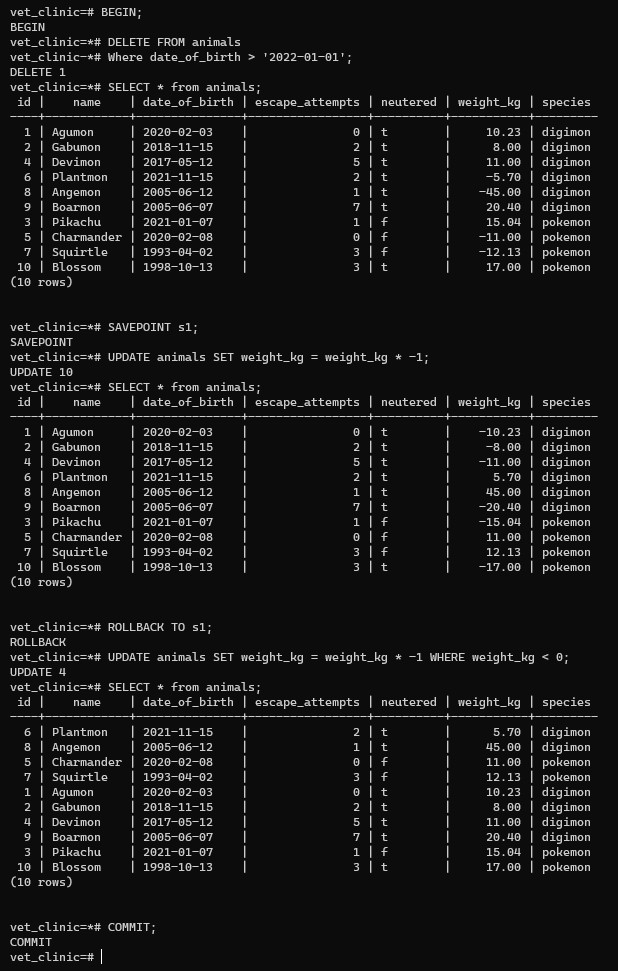 vet_clinic=# BEGIN;
BEGIN
vet_clinic=*# DELETE FROM animals
vet_clinic-*# Where date_of_birth > '2022-01-01';
DELETE 1
vet_clinic=*# SELECT * from animals;
 id |    name    | date_of_birth | escape_attempts | neutered | weight_kg | species
----+------------+---------------+-----------------+----------+-----------+---------
  1 | Agumon     | 2020-02-03    |               0 | t        |     10.23 | digimon
  2 | Gabumon    | 2018-11-15    |               2 | t        |      8.00 | digimon
  4 | Devimon    | 2017-05-12    |               5 | t        |     11.00 | digimon
  6 | Plantmon   | 2021-11-15    |               2 | t        |     -5.70 | digimon
  8 | Angemon    | 2005-06-12    |               1 | t        |    -45.00 | digimon
  9 | Boarmon    | 2005-06-07    |               7 | t        |     20.40 | digimon
  3 | Pikachu    | 2021-01-07    |               1 | f        |     15.04 | pokemon
  5 | Charmander | 2020-02-08    |               0 | f        |    -11.00 | pokemon
  7 | Squirtle   | 1993-04-02    |               3 | f        |    -12.13 | pokemon
 10 | Blossom    | 1998-10-13    |               3 | t        |     17.00 | pokemon
(10 rows)
vet_clinic=*# SAVEPOINT s1;
SAVEPOINT
vet_clinic=*# UPDATE animals SET weight_kg = weight_kg * -1;
UPDATE 10
vet_clinic=*# SELECT * from animals;
 id |    name    | date_of_birth | escape_attempts | neutered | weight_kg | species
----+------------+---------------+-----------------+----------+-----------+---------
  1 | Agumon     | 2020-02-03    |               0 | t        |    -10.23 | digimon
  2 | Gabumon    | 2018-11-15    |               2 | t        |     -8.00 | digimon
  4 | Devimon    | 2017-05-12    |               5 | t        |    -11.00 | digimon
  6 | Plantmon   | 2021-11-15    |               2 | t        |      5.70 | digimon
  8 | Angemon    | 2005-06-12    |               1 | t        |     45.00 | digimon
  9 | Boarmon    | 2005-06-07    |               7 | t        |    -20.40 | digimon
  3 | Pikachu    | 2021-01-07    |               1 | f        |    -15.04 | pokemon
  5 | Charmander | 2020-02-08    |               0 | f        |     11.00 | pokemon
  7 | Squirtle   | 1993-04-02    |               3 | f        |     12.13 | pokemon
 10 | Blossom    | 1998-10-13    |               3 | t        |    -17.00 | pokemon
(10 rows)
vet_clinic=*# ROLLBACK TO s1;
ROLLBACK
vet_clinic=*# UPDATE animals SET weight_kg = weight_kg * -1 WHERE weight_kg < 0;
UPDATE 4
vet_clinic=*# SELECT * from animals;
 id |    name    | date_of_birth | escape_attempts | neutered | weight_kg | species
----+------------+---------------+-----------------+----------+-----------+---------
  6 | Plantmon   | 2021-11-15    |               2 | t        |      5.70 | digimon
  8 | Angemon    | 2005-06-12    |               1 | t        |     45.00 | digimon
  5 | Charmander | 2020-02-08    |               0 | f        |     11.00 | pokemon
  7 | Squirtle   | 1993-04-02    |               3 | f        |     12.13 | pokemon
  1 | Agumon     | 2020-02-03    |               0 | t        |     10.23 | digimon
  2 | Gabumon    | 2018-11-15    |               2 | t        |      8.00 | digimon
  4 | Devimon    | 2017-05-12    |               5 | t        |     11.00 | digimon
  9 | Boarmon    | 2005-06-07    |               7 | t        |     20.40 | digimon
  3 | Pikachu    | 2021-01-07    |               1 | f        |     15.04 | pokemon
 10 | Blossom    | 1998-10-13    |               3 | t        |     17.00 | pokemon
(10 rows)
vet_clinic=*# COMMIT;
COMMIT
vet_clinic=#